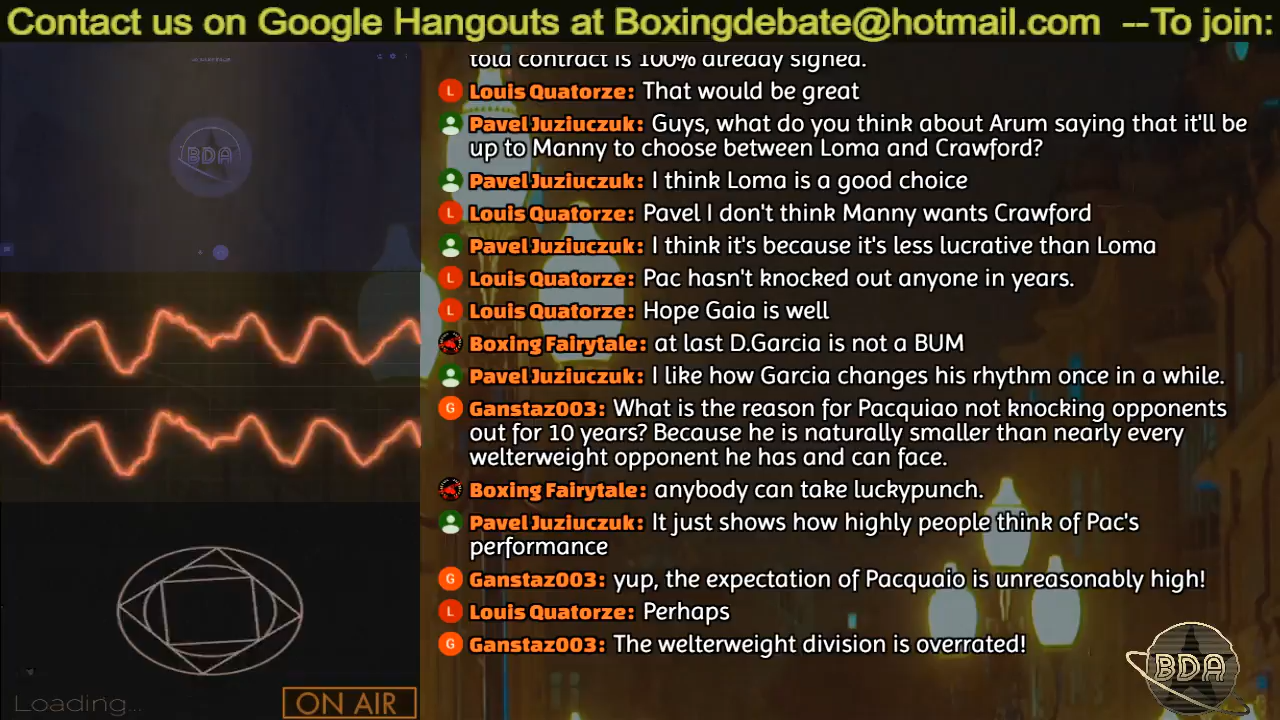 Contact us on Google Hangouts at Boxingdebate@hotmail.com --To join:
told contract is 100% already signed.
L Louis Quatorze: That would be great
Pavel Juziuczuk: Guys, what do you think about Arum saying that it'll be
up to Manny to choose between Loma and Crawford?
Pavel Juziuczuk: I think Loma is a good choice
L Louis Quatorze: Pavel I don't think Manny wants Crawford
Pavel Juziuczuk: I think it's because it's less lucrative than Loma
L Louis Quatorze: Pac hasn't knocked out anyone in years.
L Louis Quatorze: Hope Gaia is well
Boxing Fairytale: at last D.Garcia is not a BUM
Pavel Juziuczuk: I like how Garcia changes his rhythm once in a while.
G Ganstaz003: What is the reason for Pacquiao not knocking opponents
out for 10 years? Because he is naturally smaller than nearly every
welterweight opponent he has and can face.
Boxing Fairytale: anybody can take luckypunch.
Pavel Juziuczuk: It just shows how highly people think of Pac's
performance
G Ganstaz003: yup, the expectation of Pacquaio is unreasonably high!
L Louis Quatorze: Perhaps
G Ganstaz003: The welterweight division is overrated!
BDA
Loading...
ON AIR
BDA